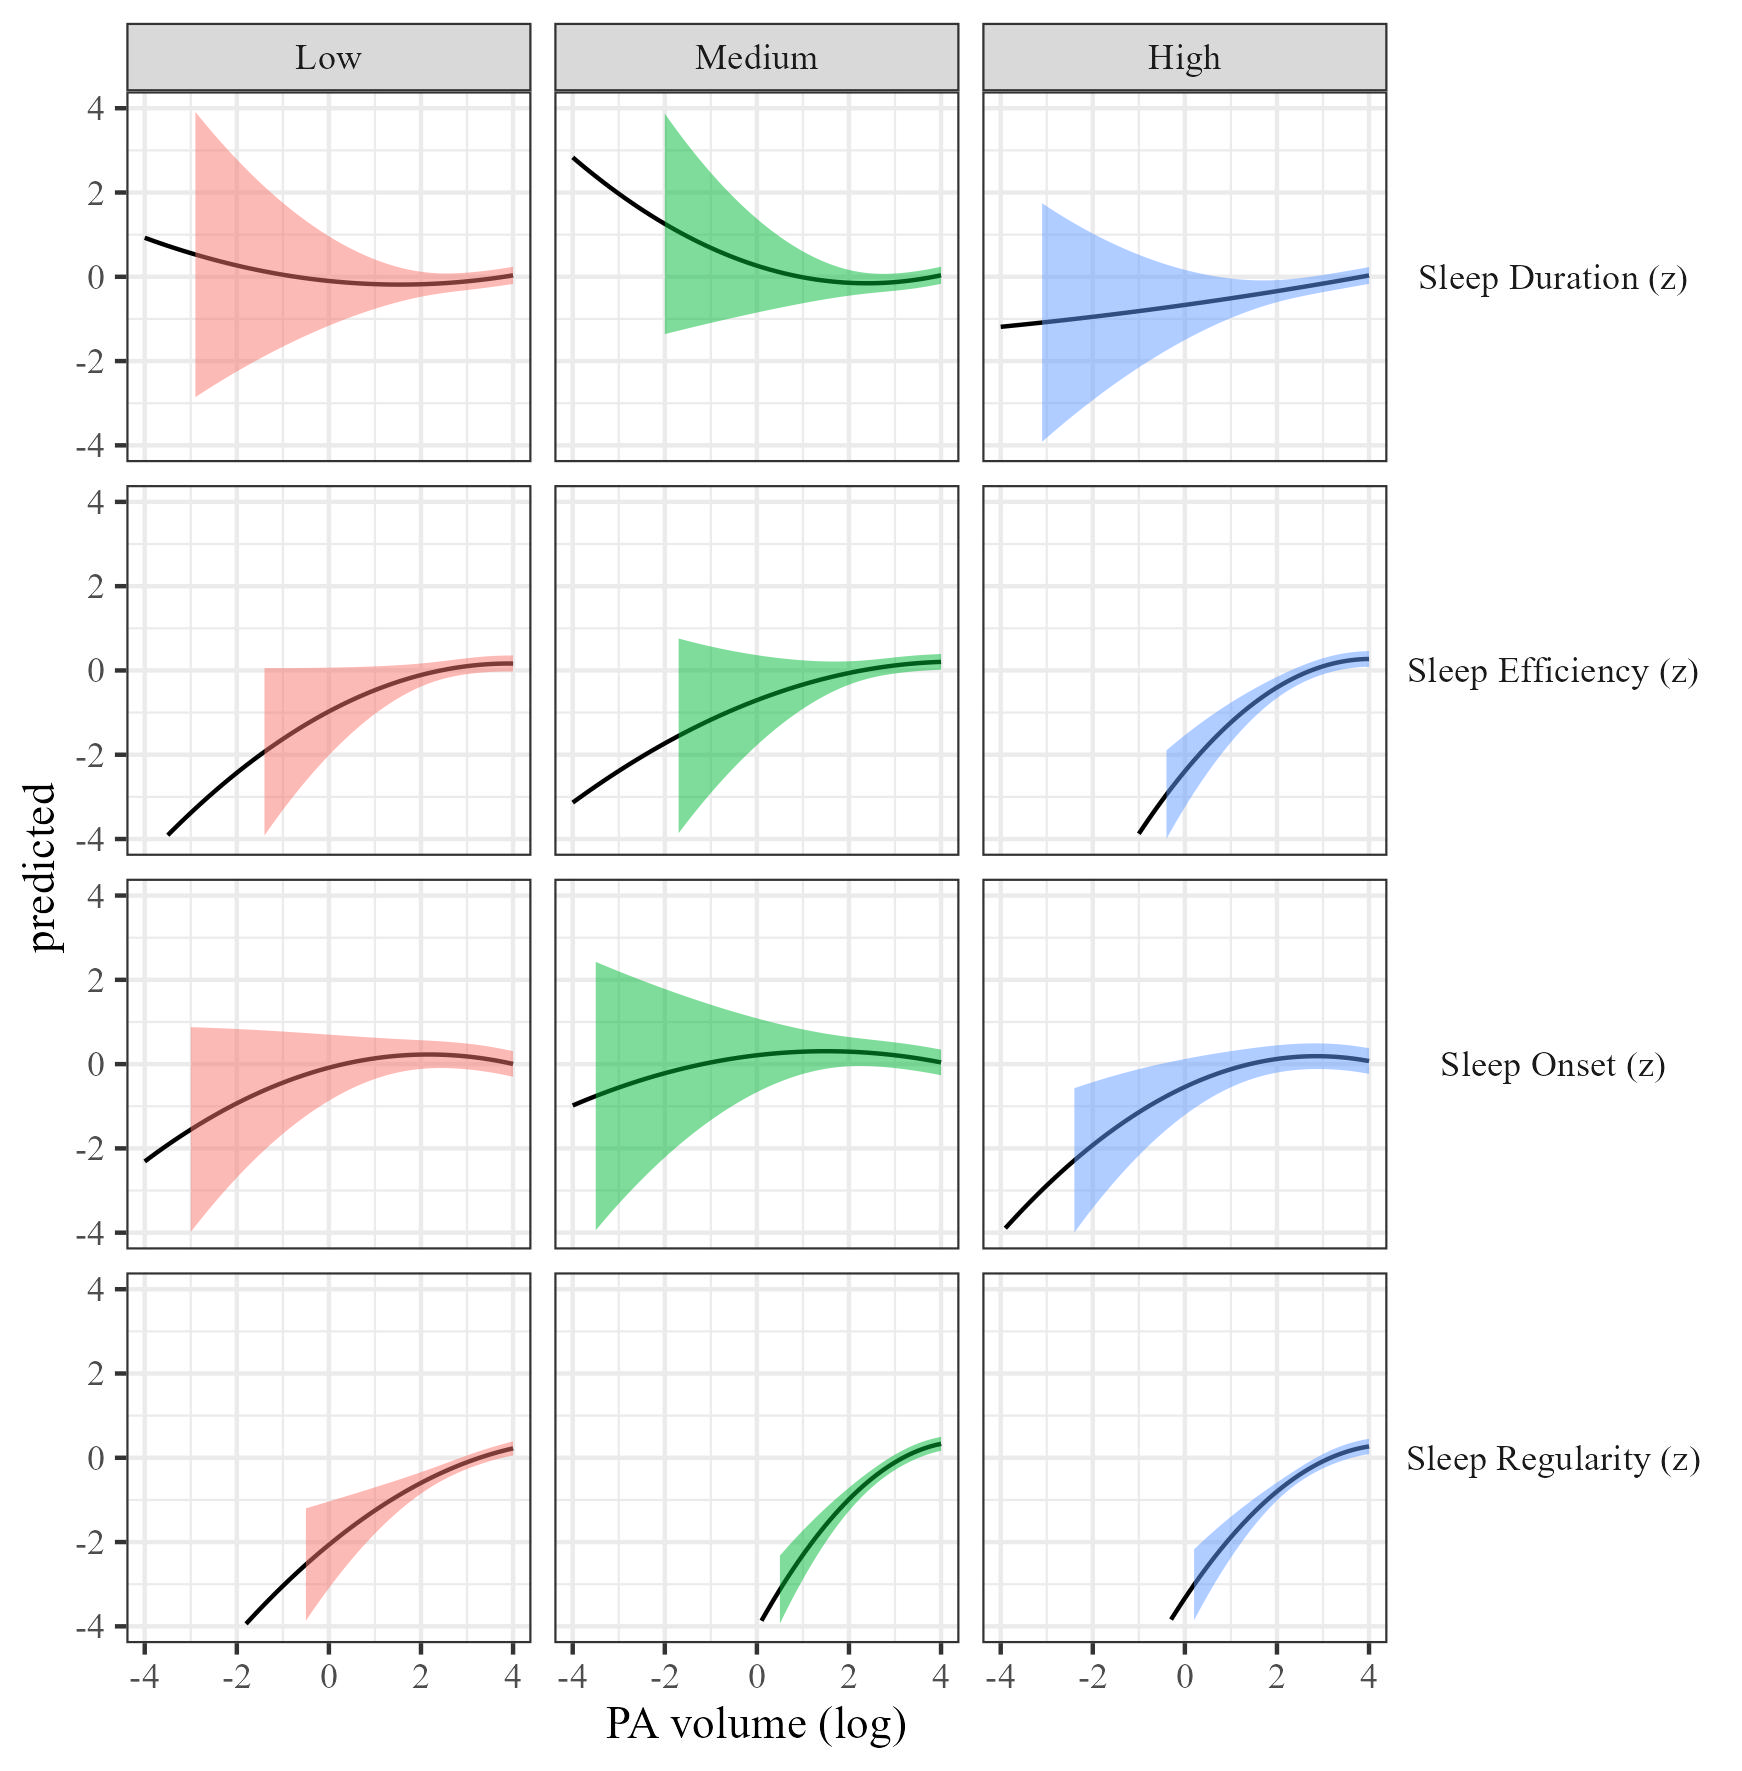 Low Medium High
4
2
0
-2
-4
Sleep Duration (z)
4
2
0
-2
-4
Sleep Efficiency (z)
predicted
4
2
0
-2
-4
Sleep Onset (z)
4
2
0
-2
-4
Sleep Regularity (z)
-4 -2 0 2 4 -4 -2 0 2 4 -4 -2 0 2 4
PA volume (log)